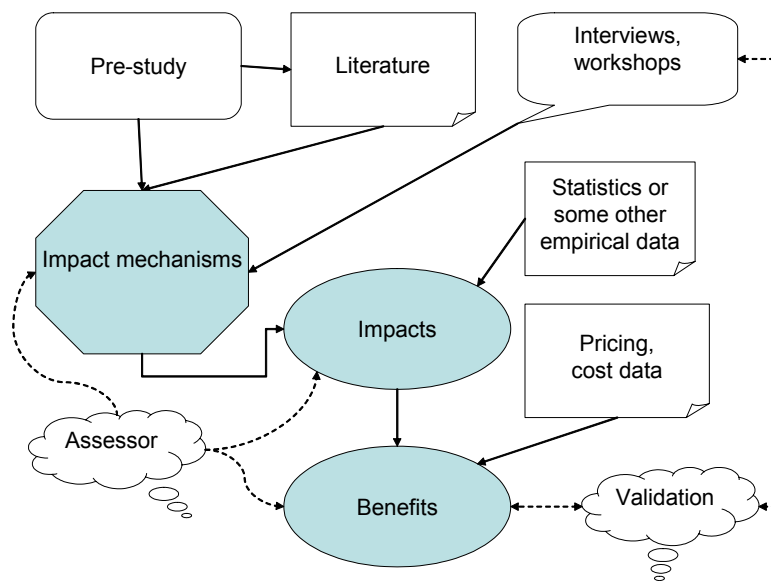 Pre-study
Literature
Interviews,
workshops
Statistics or
some other
empirical data
Impact mechanisms
Impacts
Pricing,
cost data
Assessor
Benefits
Validation